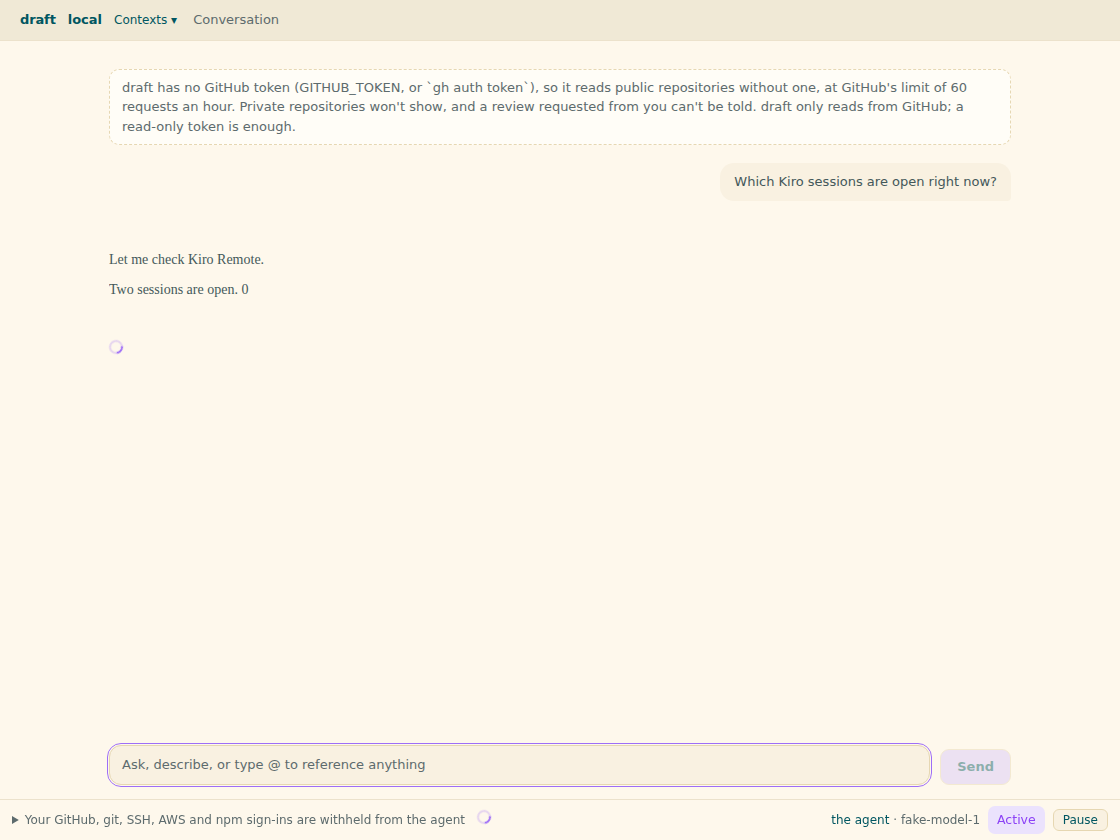 draft local Contexts ▾ Conversation
draft has no GitHub token (GITHUB_TOKEN, or `gh auth token`), so it reads public repositories without one, at GitHub's limit of 60
requests an hour. Private repositories won't show, and a review requested from you can't be told. draft only reads from GitHub; a
read-only token is enough.
Which Kiro sessions are open right now?
Let me check Kiro Remote.
Two sessions are open. 0
Ask, describe, or type @ to reference anything
Send
▶ Your GitHub, git, SSH, AWS and npm sign-ins are withheld from the agent
the agent · fake-model-1 Active Pause